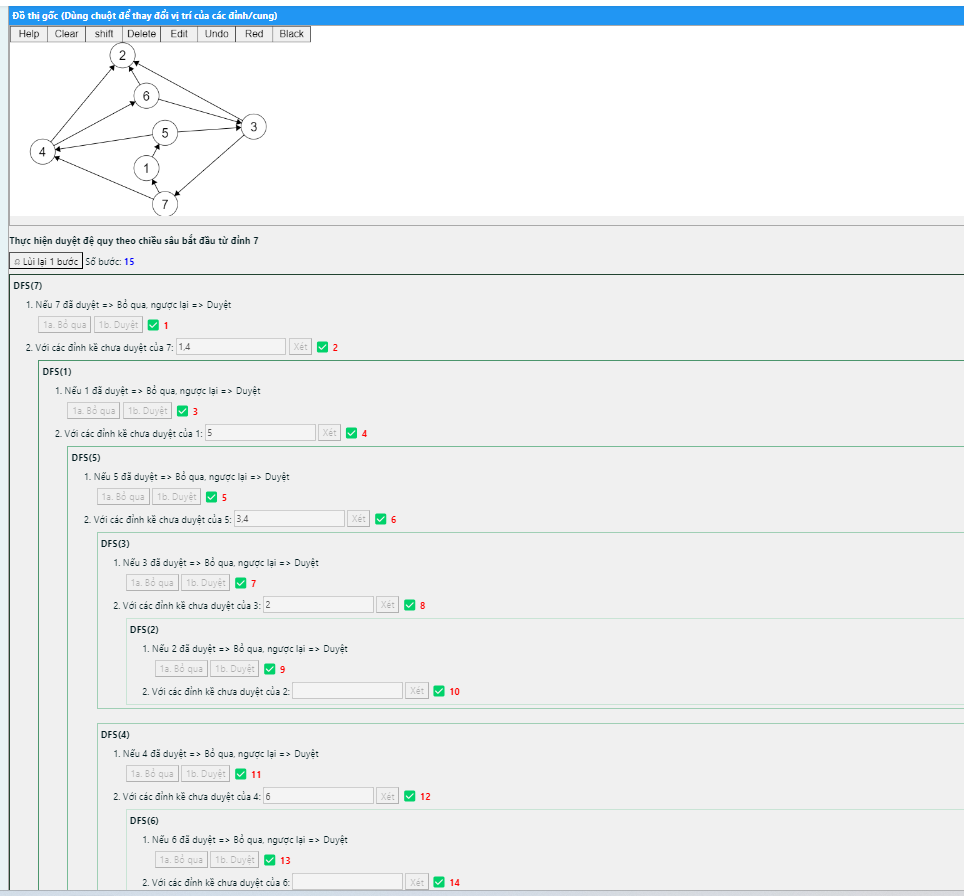 Đồ thị gốc (Dùng chuột để thay đổi vị trí của các đỉnh/cung)
Help Clear shift Delete Edit Undo Red Black
2
6
5
3
4
1
7
Thực hiện duyệt đệ quy theo chiều sâu bắt đầu từ đỉnh 7
Lùi lại 1 bước Số bước: 15
DFS(7)
1. Nếu 7 đã duyệt => Bỏ qua, ngược lại => Duyệt
1a. Bỏ qua 1b. Duyệt 1
2. Với các đỉnh kề chưa duyệt của 7: 1,4 Xét 2
DFS(1)
1. Nếu 1 đã duyệt => Bỏ qua, ngược lại => Duyệt
1a. Bỏ qua 1b. Duyệt 3
2. Với các đỉnh kề chưa duyệt của 1: 5 Xét 4
DFS(5)
1. Nếu 5 đã duyệt => Bỏ qua, ngược lại => Duyệt
1a. Bỏ qua 1b. Duyệt 5
2. Với các đỉnh kề chưa duyệt của 5: 3,4 Xét 6
DFS(3)
1. Nếu 3 đã duyệt => Bỏ qua, ngược lại => Duyệt
1a. Bỏ qua 1b. Duyệt 7
2. Với các đỉnh kề chưa duyệt của 3: 2 Xét 8
DFS(2)
1. Nếu 2 đã duyệt => Bỏ qua, ngược lại => Duyệt
1a. Bỏ qua 1b. Duyệt 9
2. Với các đỉnh kề chưa duyệt của 2: Xét 10
DFS(4)
1. Nếu 4 đã duyệt => Bỏ qua, ngược lại => Duyệt
1a. Bỏ qua 1b. Duyệt 11
2. Với các đỉnh kề chưa duyệt của 4: 6 Xét 12
DFS(6)
1. Nếu 6 đã duyệt => Bỏ qua, ngược lại => Duyệt
1a. Bỏ qua 1b. Duyệt 13
2. Với các đỉnh kề chưa duyệt của 6: Xét 14